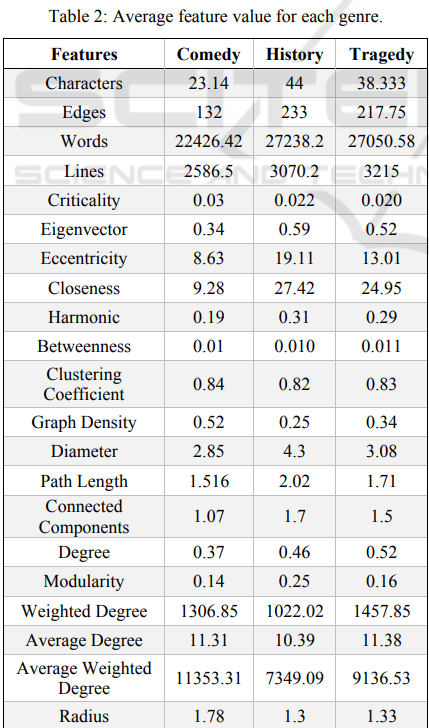 Table 2: Average feature value for each genre.
Features Comedy History Tragedy
Characters 23.14 44 38.333
Edges 132 233 217.75
Words 22426.42 27238.2 27050.58
Lines 2586.5 3070.2 3215
Criticality 0.03 0.022 0.020
Eigenvector 0.34 0.59 0.52
Eccentricity 8.63 19.11 13.01
Closeness 9.28 27.42 24.95
Harmonic 0.19 0.31 0.29
Betweenness 0.01 0.010 0.011
Clustering
Coefficient 0.84 0.82 0.83
Graph Density 0.52 0.25 0.34
Diameter 2.85 4.3 3.08
Path Length 1.516 2.02 1.71
Connected
Components 1.07 1.7 1.5
Degree 0.37 0.46 0.52
Modularity 0.14 0.25 0.16
Weighted Degree 1306.85 1022.02 1457.85
Average Degree 11.31 10.39 11.38
Average Weighted
Degree 11353.31 7349.09 9136.53
Radius 1.78 1.3 1.33